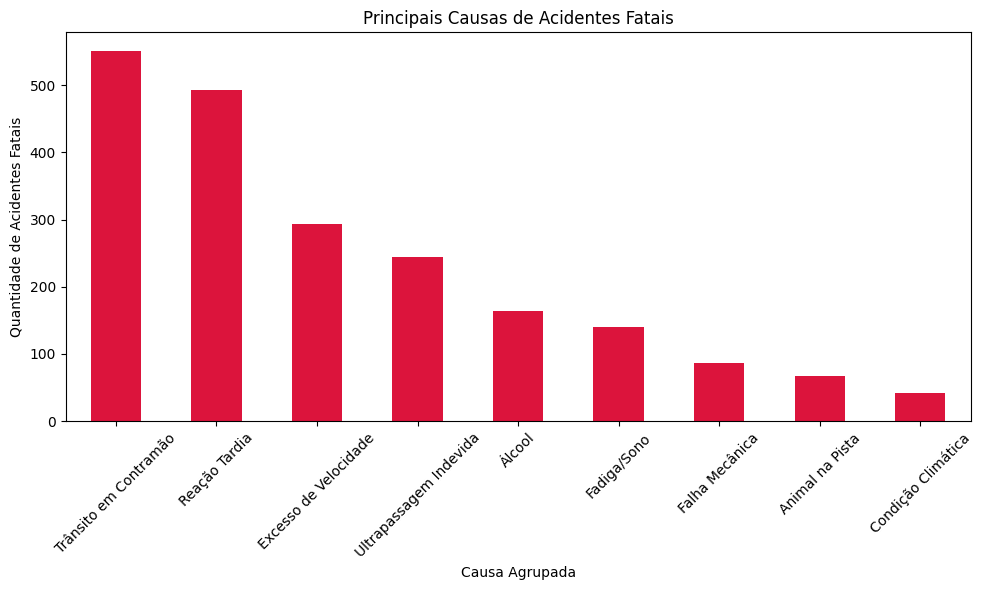 Principais Causas de Acidentes Fatais
Quantidade de Acidentes Fatais
500
400
300
200
100
0
Trânsito em Contramão
Reação Tardia
Excesso de Velocidade
Ultrapassagem Indevida
Álcool
Fadiga/Sono
Falha Mecânica
Animal na Pista
Condição Climática
Causa Agrupada